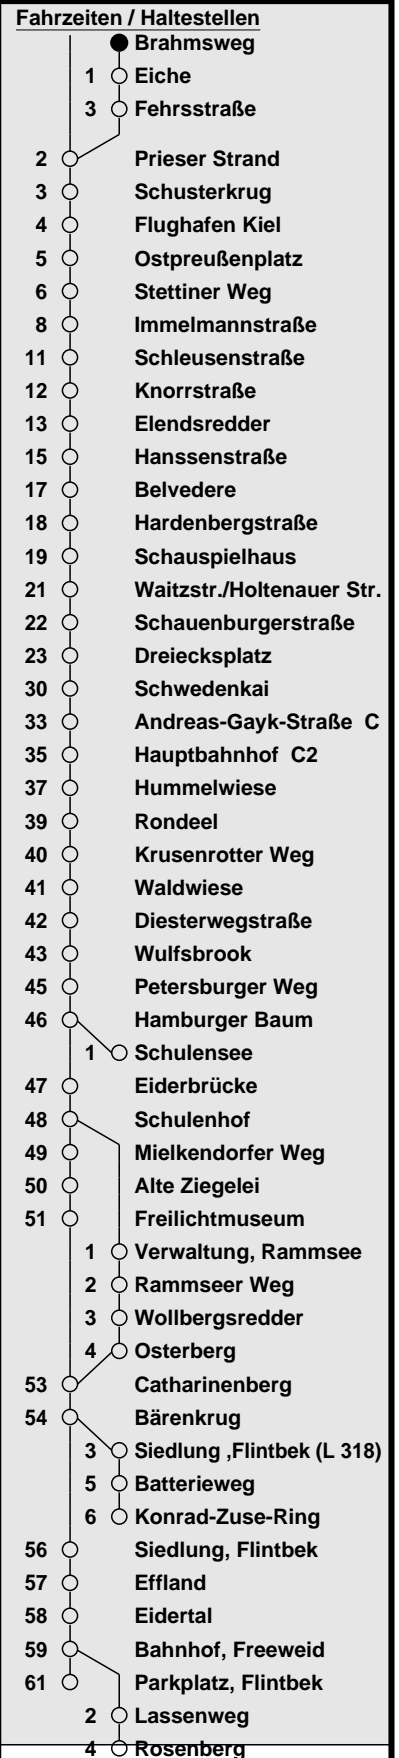 Fahrzeiten / Haltestellen
Brahmsweg
1 Eiche
3 Fehrsstraße
2 Prieser Strand
3 Schusterkrug
4 Flughafen Kiel
5 Ostpreußenplatz
6 Stettiner Weg
8 Immelmannstraße
11 Schleusenstraße
12 Knorrstraße
13 Elendsredder
15 Hanssenstraße
17 Belvedere
18 Hardenbergstraße
19 Schauspielhaus
21 Waitzstr./Holtenauer Str.
22 Schauenburgerstraße
23 Dreiecksplatz
30 Schwedenkai
33 Andreas-Gayk-Straße C
35 Hauptbahnhof C2
37 Hummelwiese
39 Rondeel
40 Krusenrotter Weg
41 Waldwiese
42 Diesterwegstraße
43 Wulfsbrook
45 Petersburger Weg
46 Hamburger Baum
1 Schulensee
47 Eiderbrücke
48 Schulenhof
49 Mielkendorfer Weg
50 Alte Ziegelei
51 Freilichtmuseum
1 Verwaltung, Rammsee
2 Rammseer Weg
3 Wollbergsredder
4 Osterberg
53 Catharinenberg
54 Bärenkrug
3 Siedlung ,Flintbek (L 318)
5 Batterieweg
6 Konrad-Zuse-Ring
56 Siedlung, Flintbek
57 Effland
58 Eidertal
59 Bahnhof, Freeweid
61 Parkplatz, Flintbek
2 Lassenweg
4 Rosenberg